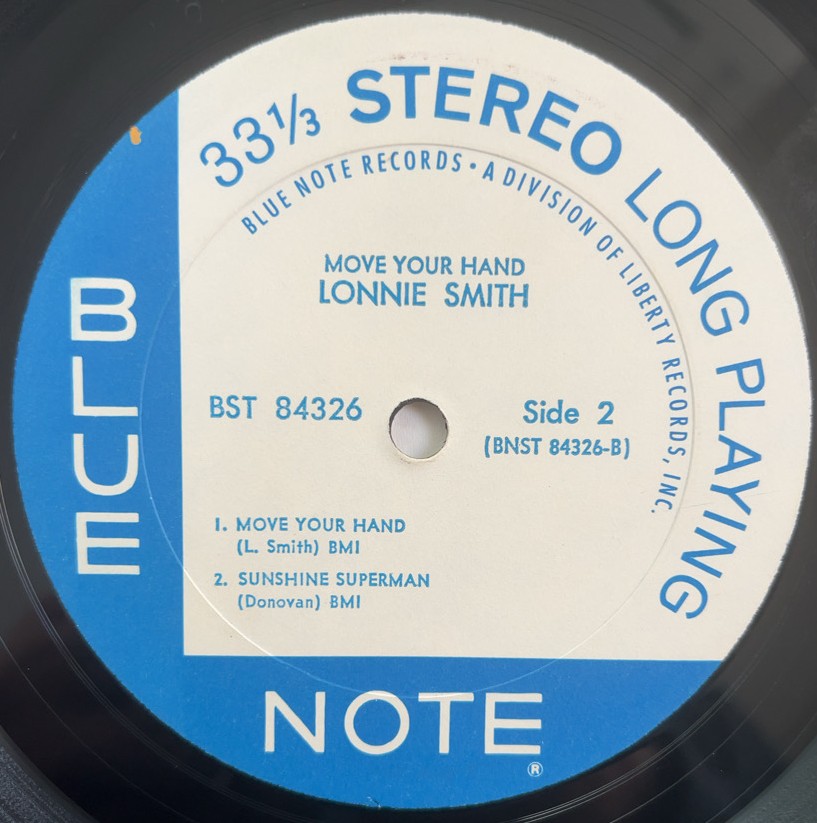 33⅓ STEREO LONG PLAYING
BLUE NOTE RECORDS • A DIVISION OF LIBERTY RECORDS, INC.
MOVE YOUR HAND
LONNIE SMITH
BST 84326
Side 2
(BNST 84326-B)
1. MOVE YOUR HAND
(L. Smith) BMI
2. SUNSHINE SUPERMAN
(Donovan) BMI
BLUE
NOTE
®